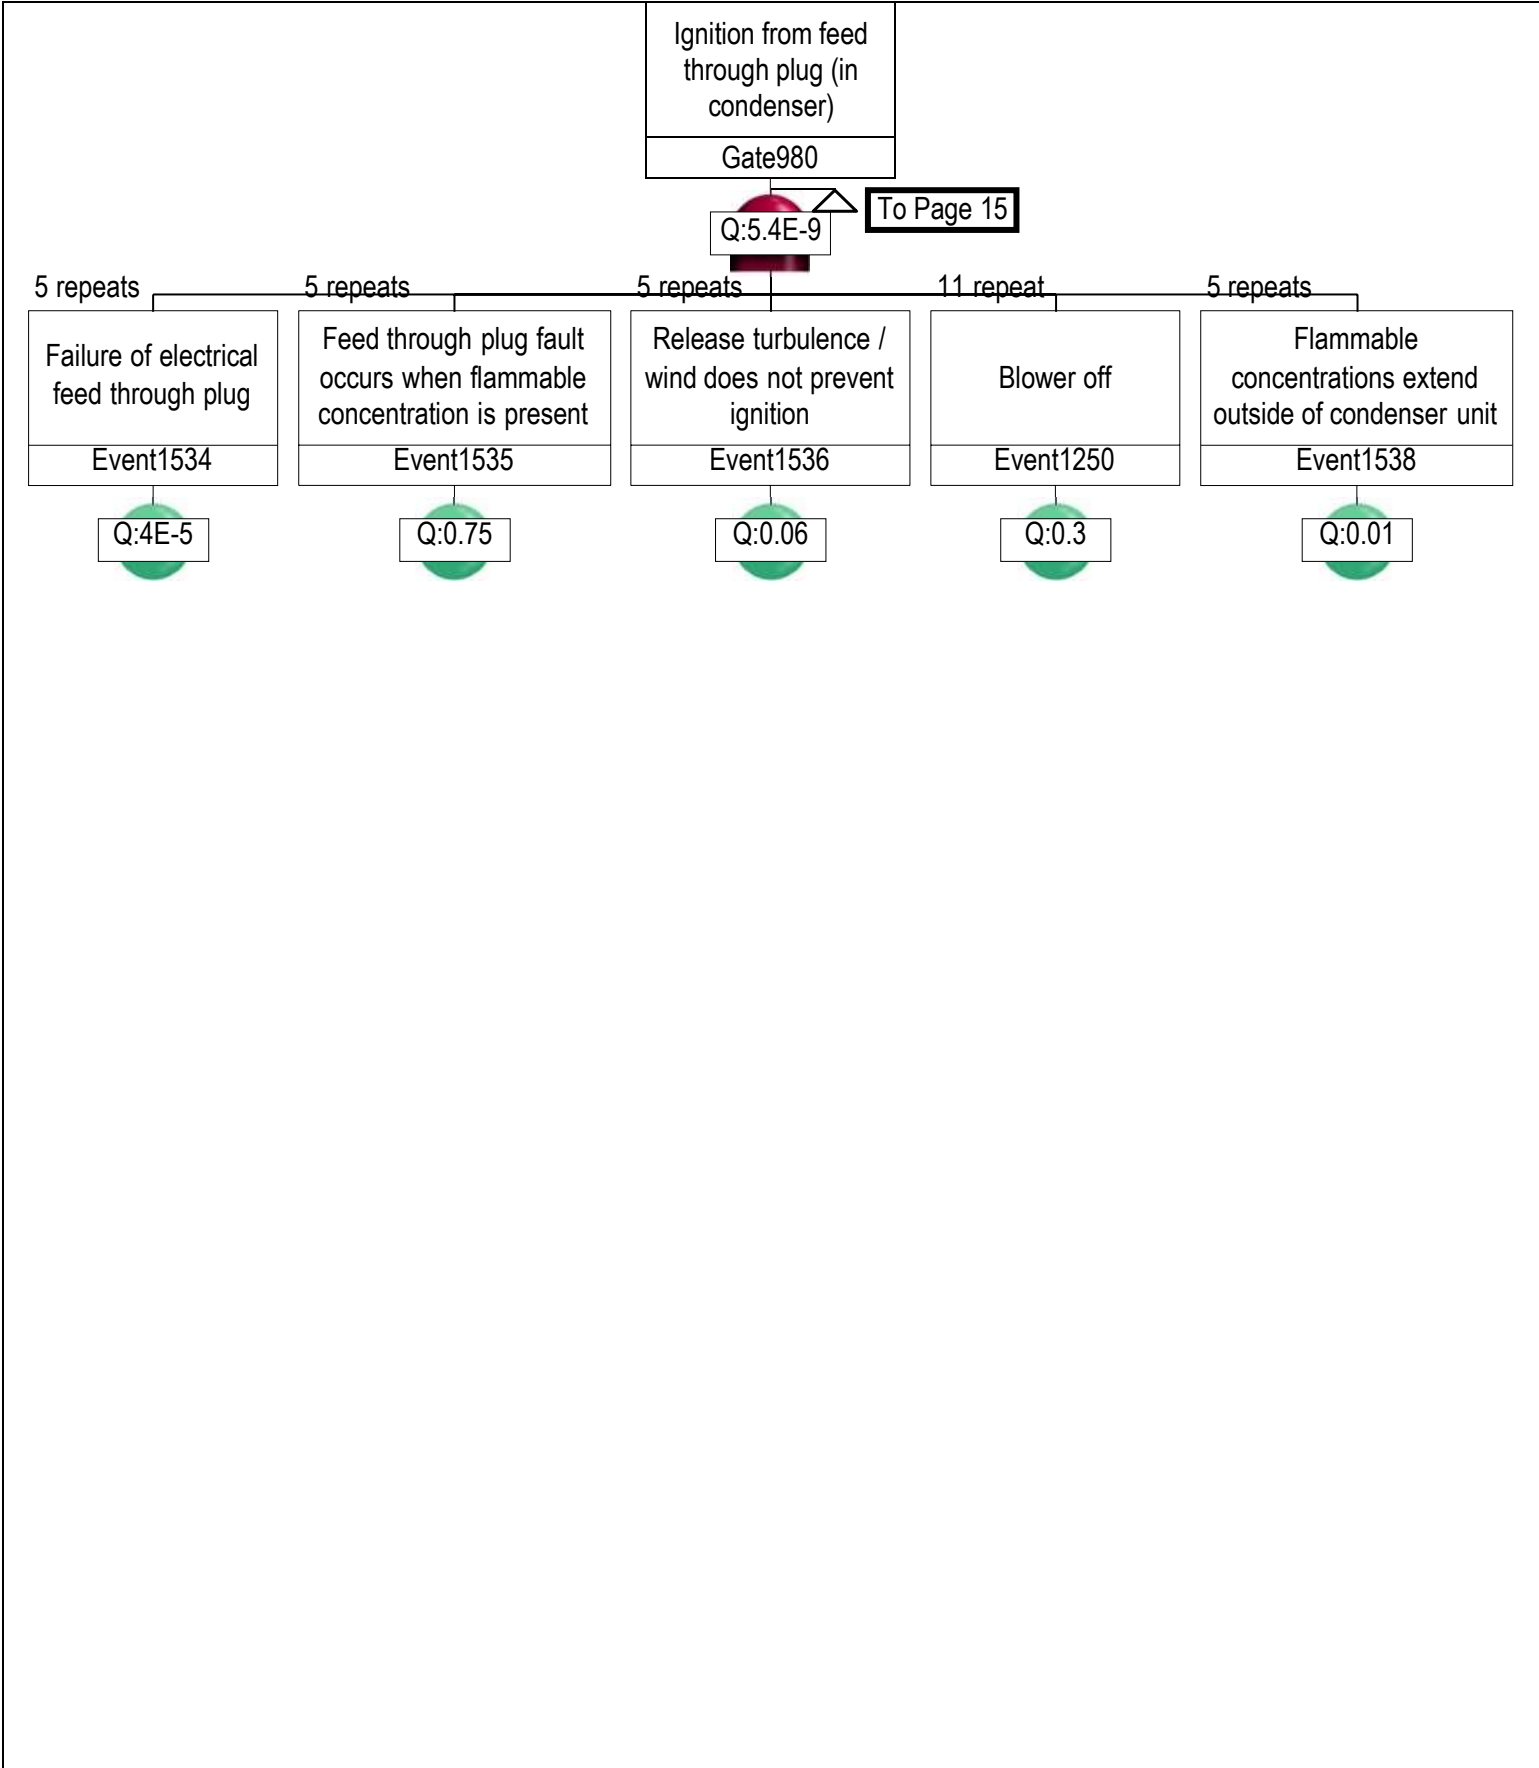 Ignition from feed
through plug (in
condenser)
Gate980
To Page 15
Q:5.4E-9
5 repeats
5 repeats
5 repeats
11 repeat
5 repeats
Failure of electrical
feed through plug
Event1534
Q:4E-5
Feed through plug fault
occurs when flammable
concentration is present
Event1535
Q:0.75
Release turbulence /
wind does not prevent
ignition
Event1536
Q:0.06
Blower off
Event1250
Q:0.3
Flammable
concentrations extend
outside of condenser unit
Event1538
Q:0.01